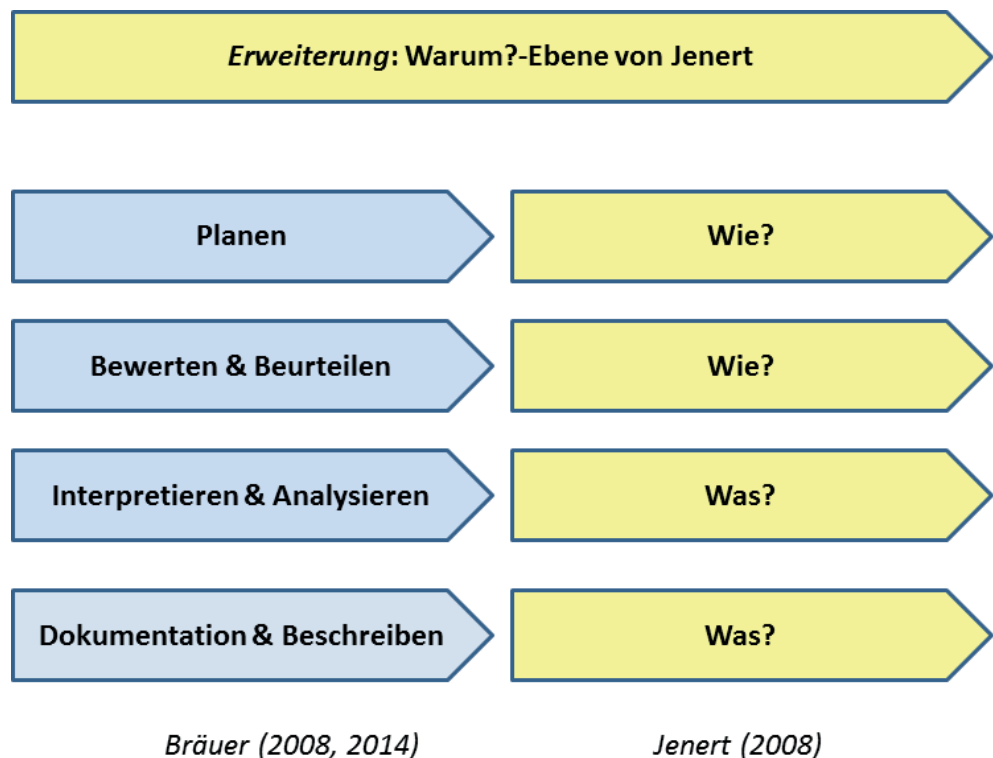 Erweiterung: Warum?-Ebene von Jenert
Planen
Wie?
Bewerten & Beurteilen
Wie?
Interpretieren & Analysieren
Was?
Dokumentation & Beschreiben
Was?
Bräuer (2008, 2014)
Jenert (2008)